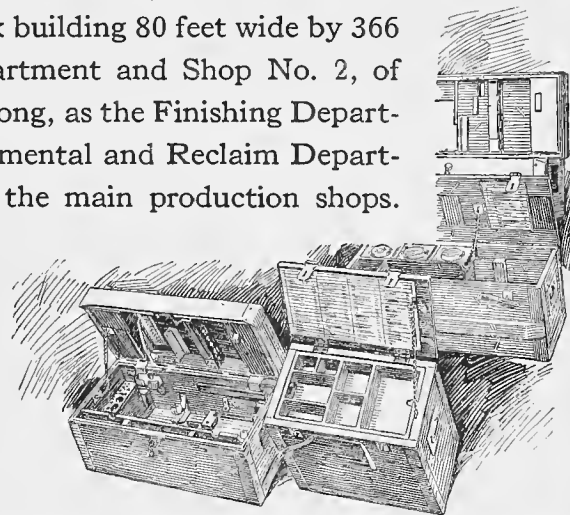 building 80 feet wide by 366
artment and Shop No. 2, of
ong, as the Finishing Depart-
mental and Reclaim Depart-
the main production shops.